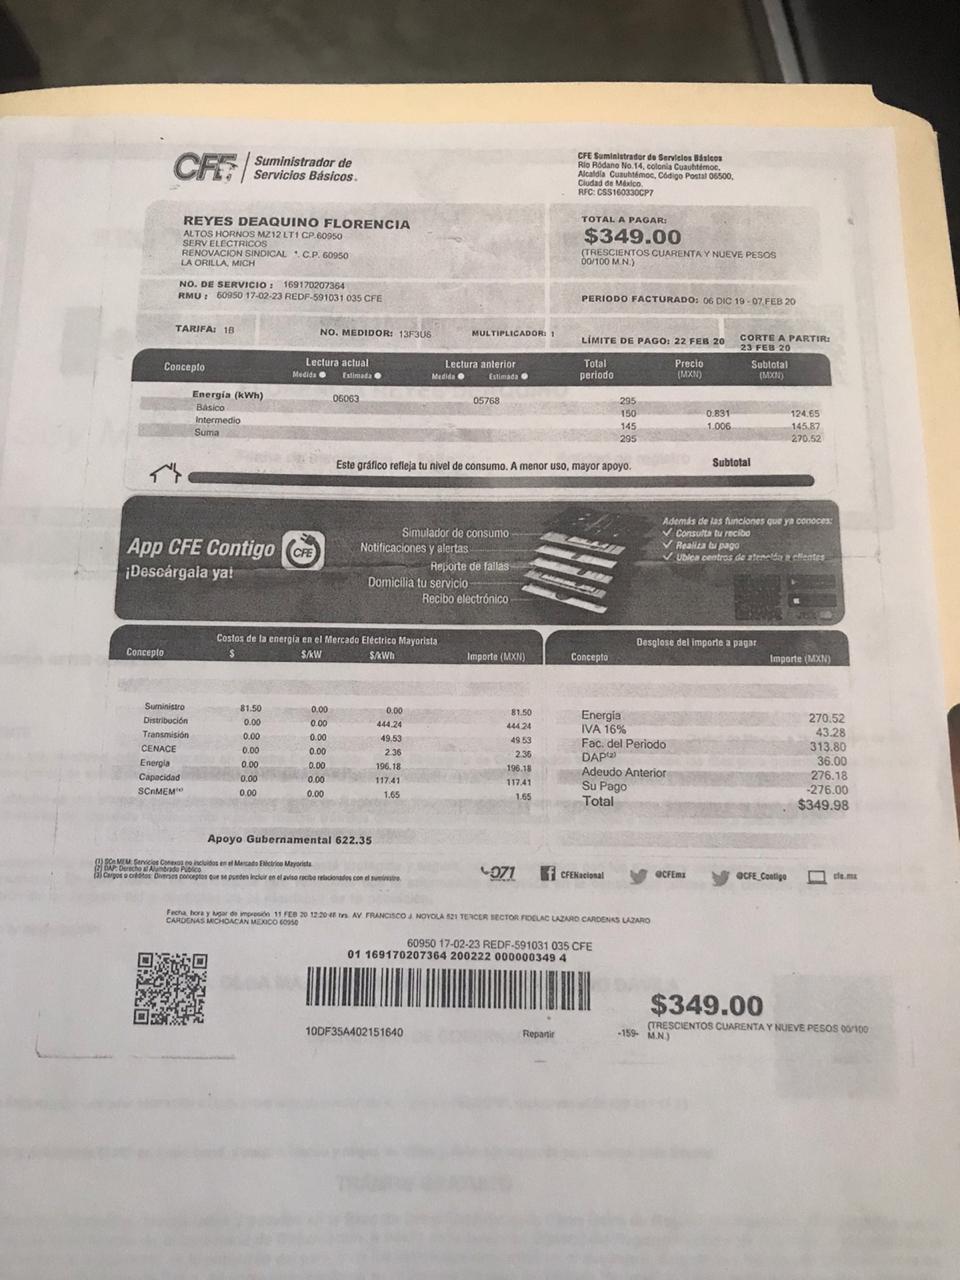 CFE Suministrador de
Servicios Básicos.
CFE Suministrador de Servicios Básicos
Río Ródano No.14, colonia Cuauhtémoc,
Alcaldía Cuauhtémoc, Código Postal 06500,
Ciudad de México.
RFC: CSS160330CP7
REYES DEAQUINO FLORENCIA
ALTOS HORNOS MZ12 LT1 CP.60950
SERV ELECTRICOS
RENOVACION SINDICAL *. C.P. 60950
LA ORILLA, MICH
TOTAL A PAGAR:
$349.00
(TRESCIENTOS CUARENTA Y NUEVE PESOS
00/100 M.N.)
NO. DE SERVICIO : 169170207364
RMU : 60950 17-02-23 REDF-591031 035 CFE
PERIODO FACTURADO: 06 DIC 19 - 07 FEB 20
TARIFA: 1B NO. MEDIDOR: 13F3U6 MULTIPLICADOR: 1
LÍMITE DE PAGO: 22 FEB 20 CORTE A PARTIR:
23 FEB 20
Concepto Lectura actual Lectura anterior Total periodo Precio (MXN) Subtotal (MXN)
Medida Estimada Medida Estimada
Energía (kWh) 06063 05768 295
Básico 150 0.831 124.65
Intermedio 145 1.006 145.87
Suma 295 270.52
Este gráfico refleja tu nivel de consumo. A menor uso, mayor apoyo. Subtotal
App CFE Contigo CFE
¡Descárgala ya!
Simulador de consumo
Notificaciones y alertas
Reporte de fallas
Domicilia tu servicio
Recibo electrónico
Además de las funciones que ya conoces:
✓ Consulta tu recibo
✓ Realiza tu pago
✓ Ubica centros de atención a clientes
Costos de la energía en el Mercado Eléctrico Mayorista
Concepto $ $/kW $/kWh Importe (MXN)
Suministro 81.50 0.00 0.00 81.50
Distribución 0.00 0.00 444.24 444.24
Transmisión 0.00 0.00 49.53 49.53
CENACE 0.00 0.00 2.36 2.36
Energía 0.00 0.00 196.18 196.18
Capacidad 0.00 0.00 117.41 117.41
SCnMEM 0.00 0.00 1.65 1.65
Desglose del importe a pagar
Concepto Importe (MXN)
Energía 270.52
IVA 16% 43.28
Fac. del Periodo 313.80
DAP(2) 36.00
Adeudo Anterior 276.18
Su Pago -276.00
Total $349.98
Apoyo Gubernamental 622.35
(1) SCnMEM: Servicios Conexos no incluidos en el Mercado Eléctrico Mayorista.
(2) DAP: Derecho al Alumbrado Público.
(3) Cargos o créditos: Diversos conceptos que se pueden incluir en el aviso recibo relacionados con el suministro.
071 CFENacional @CFEmx @CFE_Contigo cfe.mx
Fecha, hora y lugar de impresión 11 FEB 20 12:20:46 hrs. AV. FRANCISCO J. NOYOLA 521 TERCER SECTOR FIDELAC LAZARO CARDENAS LAZARO
CARDENAS MICHOACAN MEXICO 60950
60950 17-02-23 REDF-591031 035 CFE
01 169170207364 200222 000000349 4
$349.00
(TRESCIENTOS CUARENTA Y NUEVE PESOS 00/100
M.N.)
10DF35A402151640 Repartir -159-